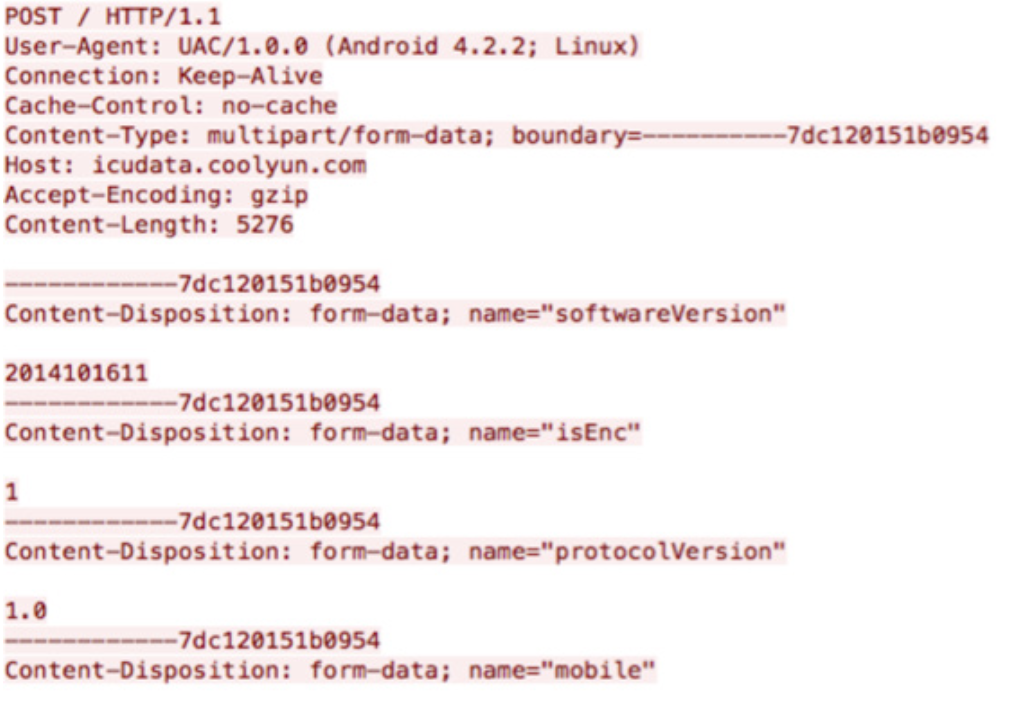 POST / HTTP/1.1
User-Agent: UAC/1.0.0 (Android 4.2.2; Linux)
Connection: Keep-Alive
Cache-Control: no-cache
Content-Type: multipart/form-data; boundary=----------7dc120151b0954
Host: icudata.coolyun.com
Accept-Encoding: gzip
Content-Length: 5276
------------7dc120151b0954
Content-Disposition: form-data; name="softwareVersion"
2014101611
------------7dc120151b0954
Content-Disposition: form-data; name="isEnc"
1
------------7dc120151b0954
Content-Disposition: form-data; name="protocolVersion"
1.0
------------7dc120151b0954
Content-Disposition: form-data; name="mobile"